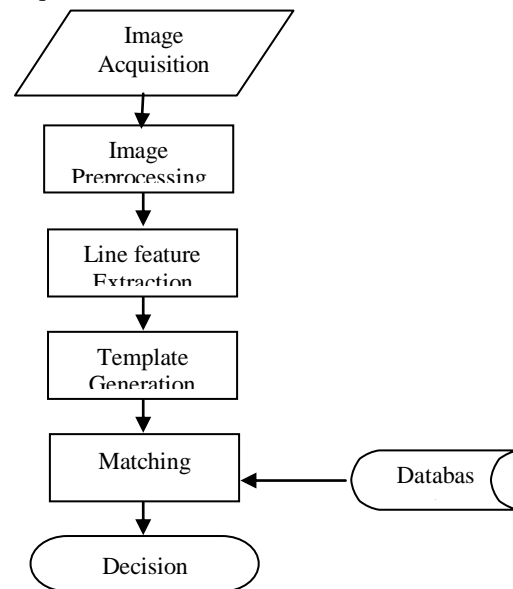 Image
Acquisition
Image
Preprocessing
Line feature
Extraction
Template
Generation
Matching
Databas
Decision